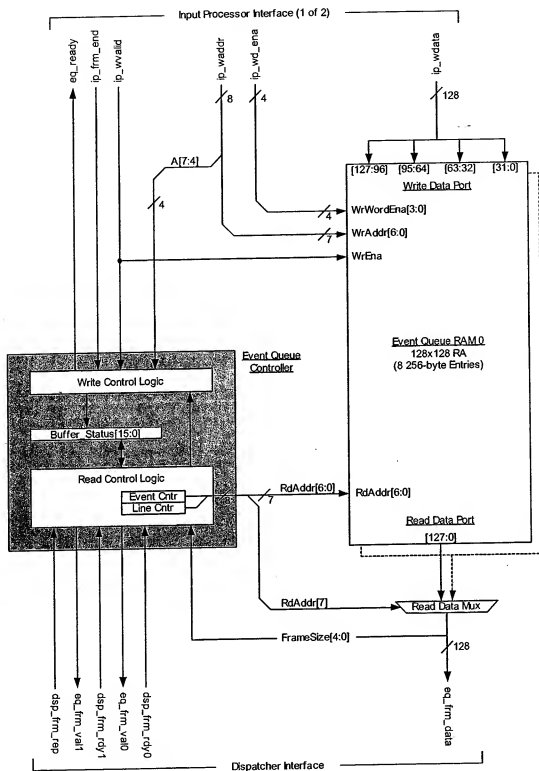 Input Processor Interface (1 of 2)
eq_ready
ip_frm_end
ip_wvalid
ip_waddr
ip_wd_ena
ip_wdata
8
4
128
A[7:4]
4
[127:96] [95:64] [63:32] [31:0]
Write Data Port
4
WrWordEna[3:0]
7
WrAddr[6:0]
WrEna
Event Queue RAM 0
128x128 RA
(8 256-byte Entries)
Event Queue
Controller
Write Control Logic
Buffer_Status[15:0]
Read Control Logic
Event Cntr
Line Cntr
7
RdAddr[6:0]
RdAddr[6:0]
Read Data Port
[127:0]
RdAddr[7]
Read Data Mux
FrameSize[4:0]
128
dsp_frm_rep
eq_frm_val1
dsp_frm_rdy1
eq_frm_val0
dsp_frm_rdy0
eq_frm_data
Dispatcher Interface